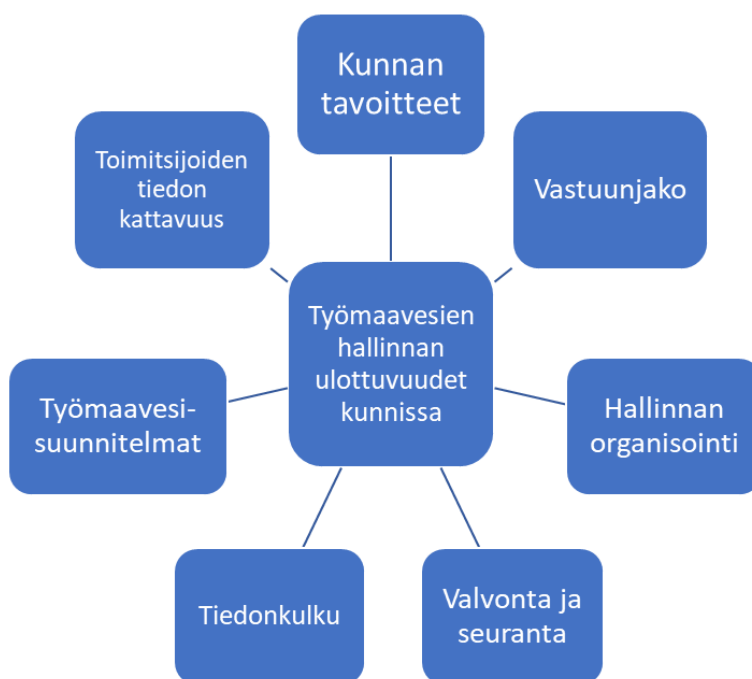 Kunnan
tavoitteet
Toimitsijoiden
tiedon
kattavuus
Vastuunjako
Työmaavesien
hallinnan
ulottuvuudet
kunnissa
Työmaavesi-
suunnitelmat
Hallinnan
organisointi
Tiedonkulku
Valvonta ja
seuranta